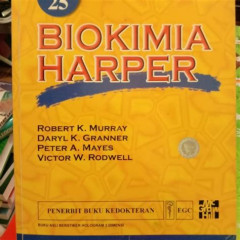 25
BIOKIMIA
HARPER
ROBERT K. MURRAY
DARYL K. GRANNER
PETER A. MAYES
VICTOR W. RODWELL
PENERBIT BUKU KEDOKTERAN
EGC